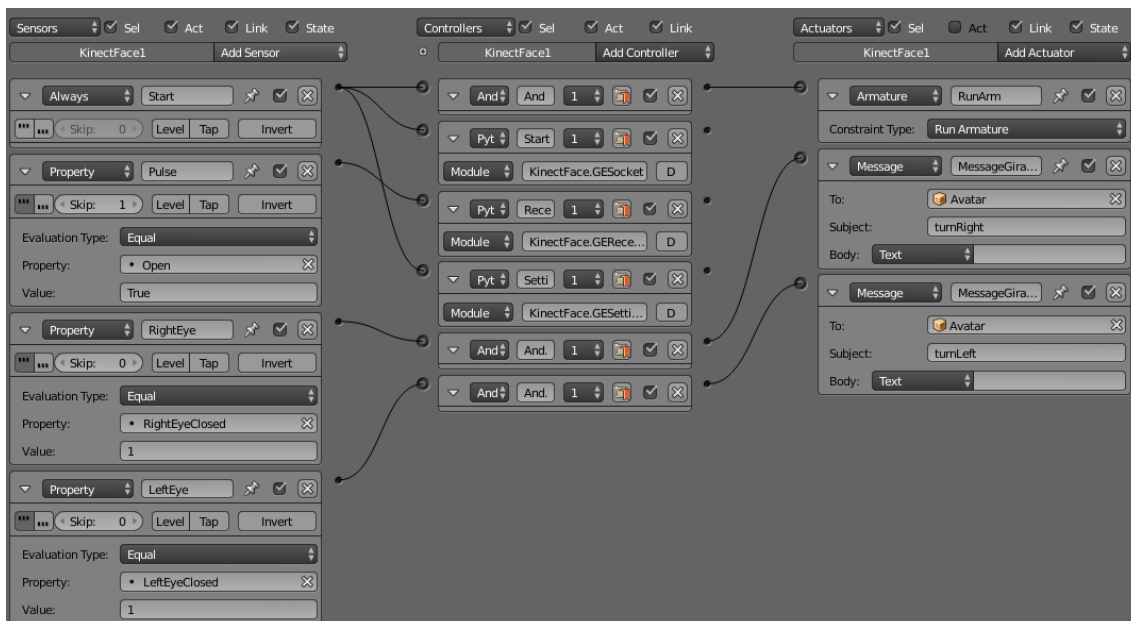 Sensors Sel Act Link State
KinectFace1 Add Sensor
Always Start
Skip: 0 Level Tap Invert
Property Pulse
Skip: 1 Level Tap Invert
Evaluation Type: Equal
Property: Open
Value: True
Property RightEye
Skip: 0 Level Tap Invert
Evaluation Type: Equal
Property: RightEyeClosed
Value: 1
Property LeftEye
Skip: 0 Level Tap Invert
Evaluation Type: Equal
Property: LeftEyeClosed
Value: 1
Controllers Sel Act Link
KinectFace1 Add Controller
And And 1
Pyt Start 1
Module KinectFace.GESocket D
Pyt Rece 1
Module KinectFace.GERece... D
Pyt Setti 1
Module KinectFace.GESetti... D
And And. 1
And And. 1
Actuators Sel Act Link State
KinectFace1 Add Actuator
Armature RunArm
Constraint Type: Run Armature
Message MessageGira...
To: Avatar
Subject: turnRight
Body: Text
Message MessageGira...
To: Avatar
Subject: turnLeft
Body: Text